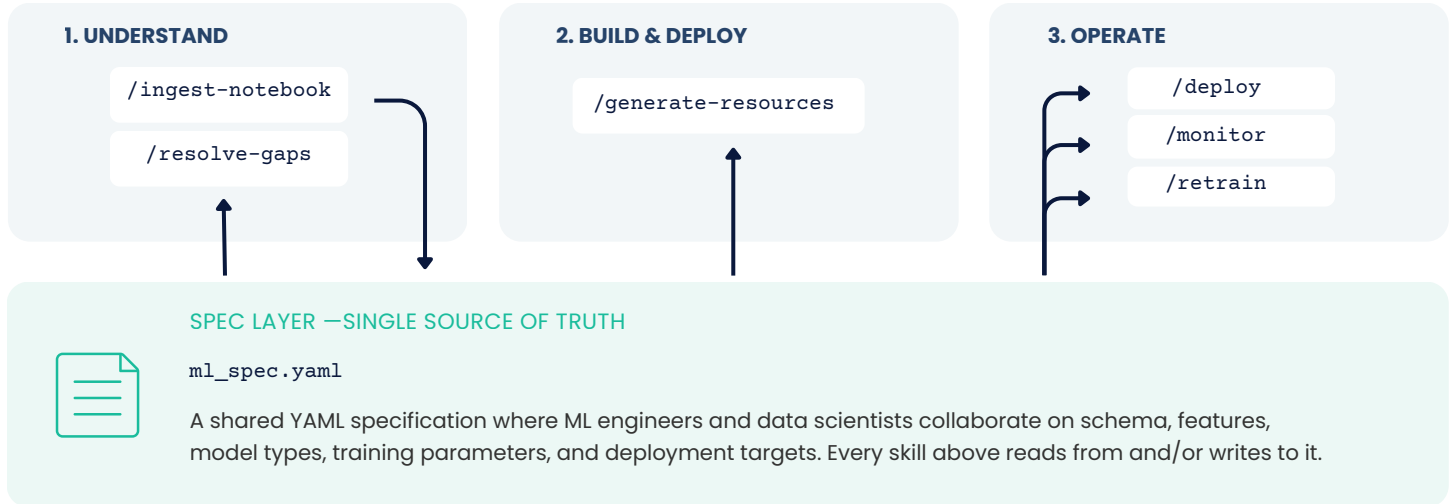 1. UNDERSTAND
/ingest-notebook
/resolve-gaps
2. BUILD & DEPLOY
/generate-resources
3. OPERATE
/deploy
/monitor
/retrain
SPEC LAYER —SINGLE SOURCE OF TRUTH
ml_spec.yaml
A shared YAML specification where ML engineers and data scientists collaborate on schema, features,
model types, training parameters, and deployment targets. Every skill above reads from and/or writes to it.